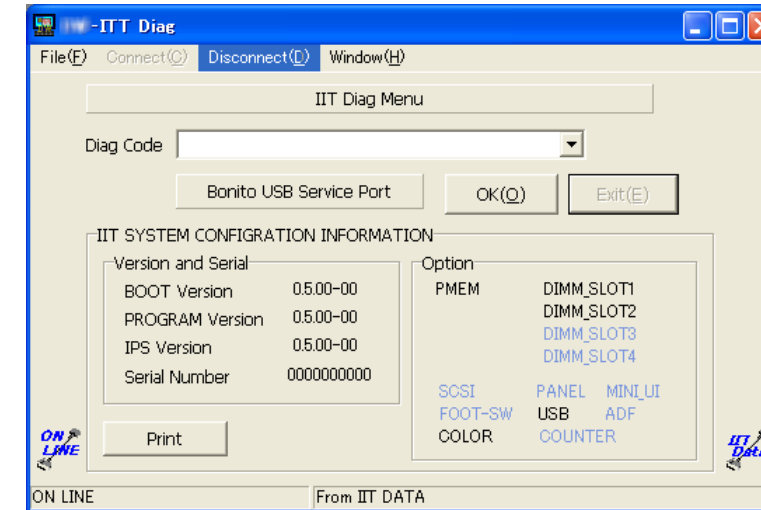 -ITT Diag
File(F) Connect(C) Disconnect(D) Window(H)
IIT Diag Menu
Diag Code
Bonito USB Service Port OK(O) Exit(E)
IIT SYSTEM CONFIGRATION INFORMATION
Version and Serial
BOOT Version 0.5.00-00
PROGRAM Version 0.5.00-00
IPS Version 0.5.00-00
Serial Number 0000000000
Option
PMEM DIMM_SLOT1
DIMM_SLOT2
DIMM_SLOT3
DIMM_SLOT4
SCSI PANEL MINI_UI
FOOT-SW USB ADF
COLOR COUNTER
ON LINE
Print
IIT Data
ON LINE From IIT DATA